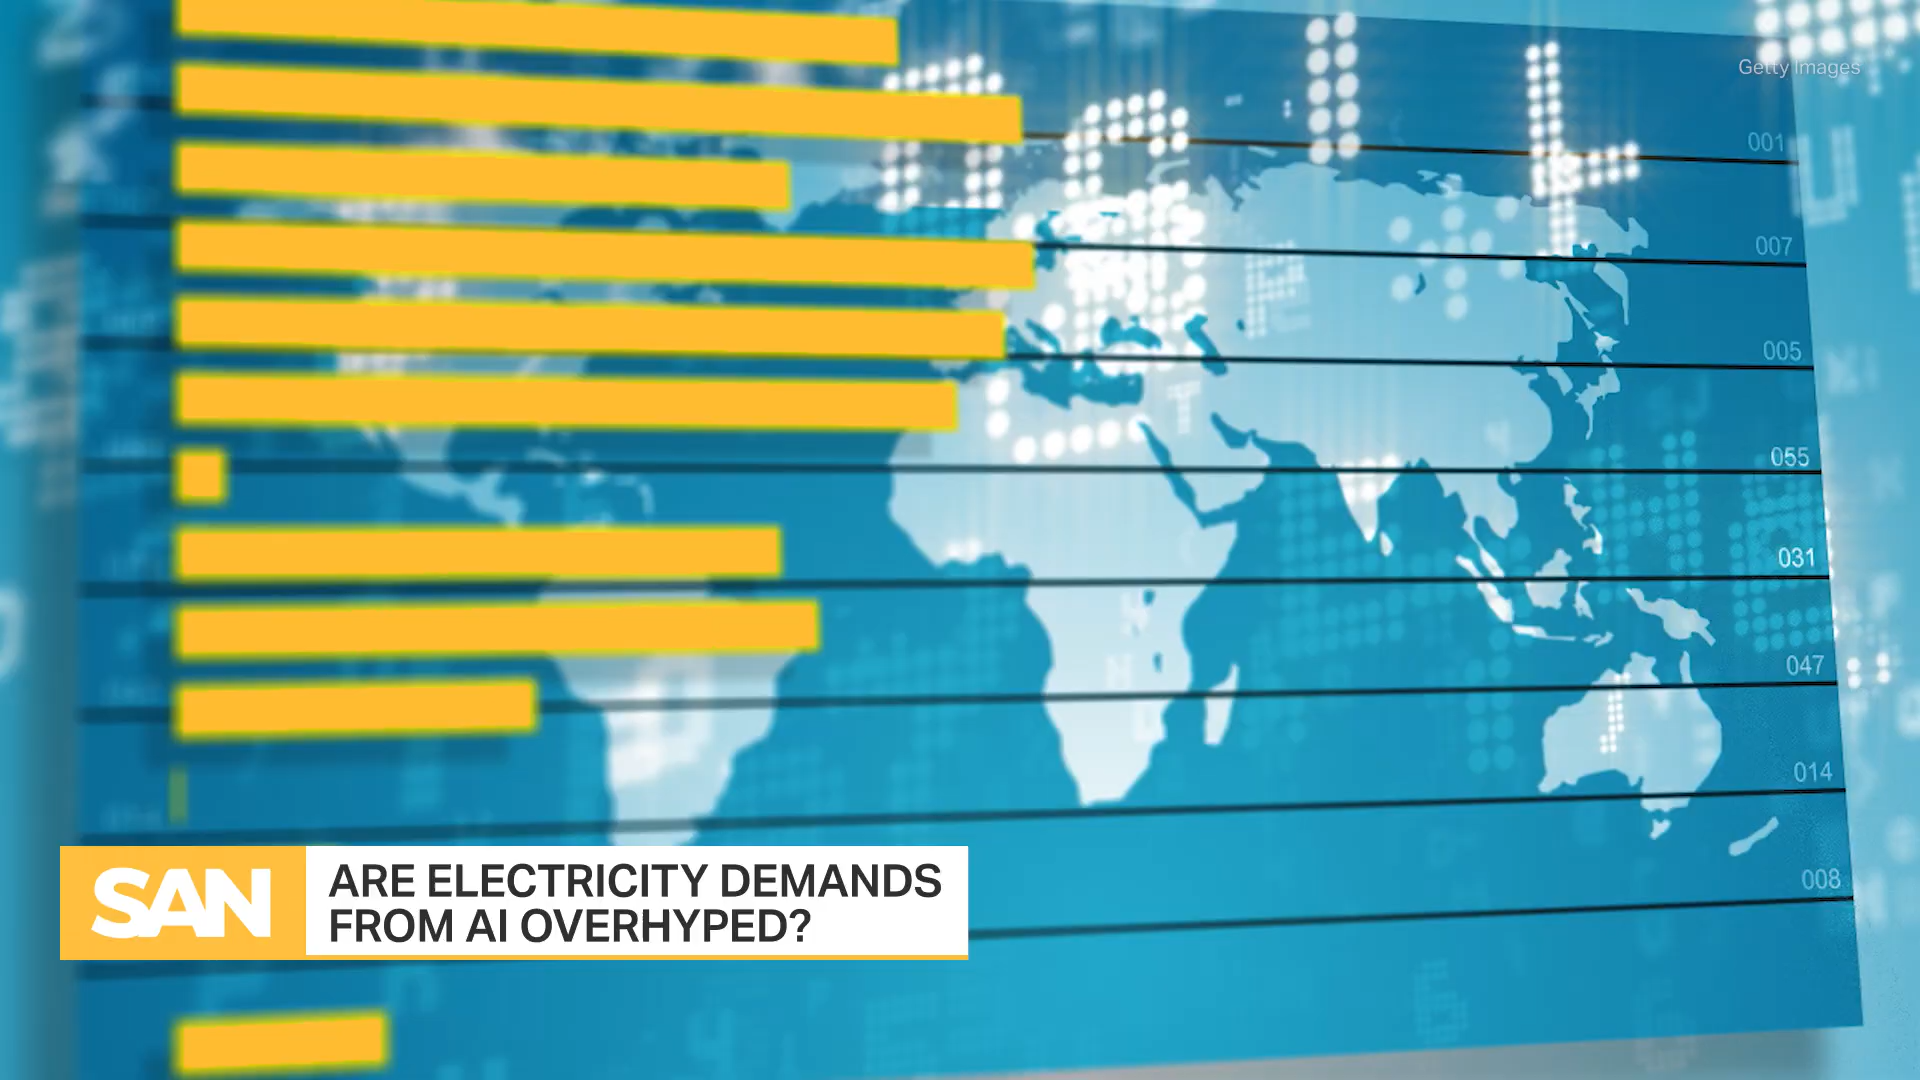 Getty Images
001
007
005
055
031
047
014
008
SAN
ARE ELECTRICITY DEMANDS
FROM AI OVERHYPED?